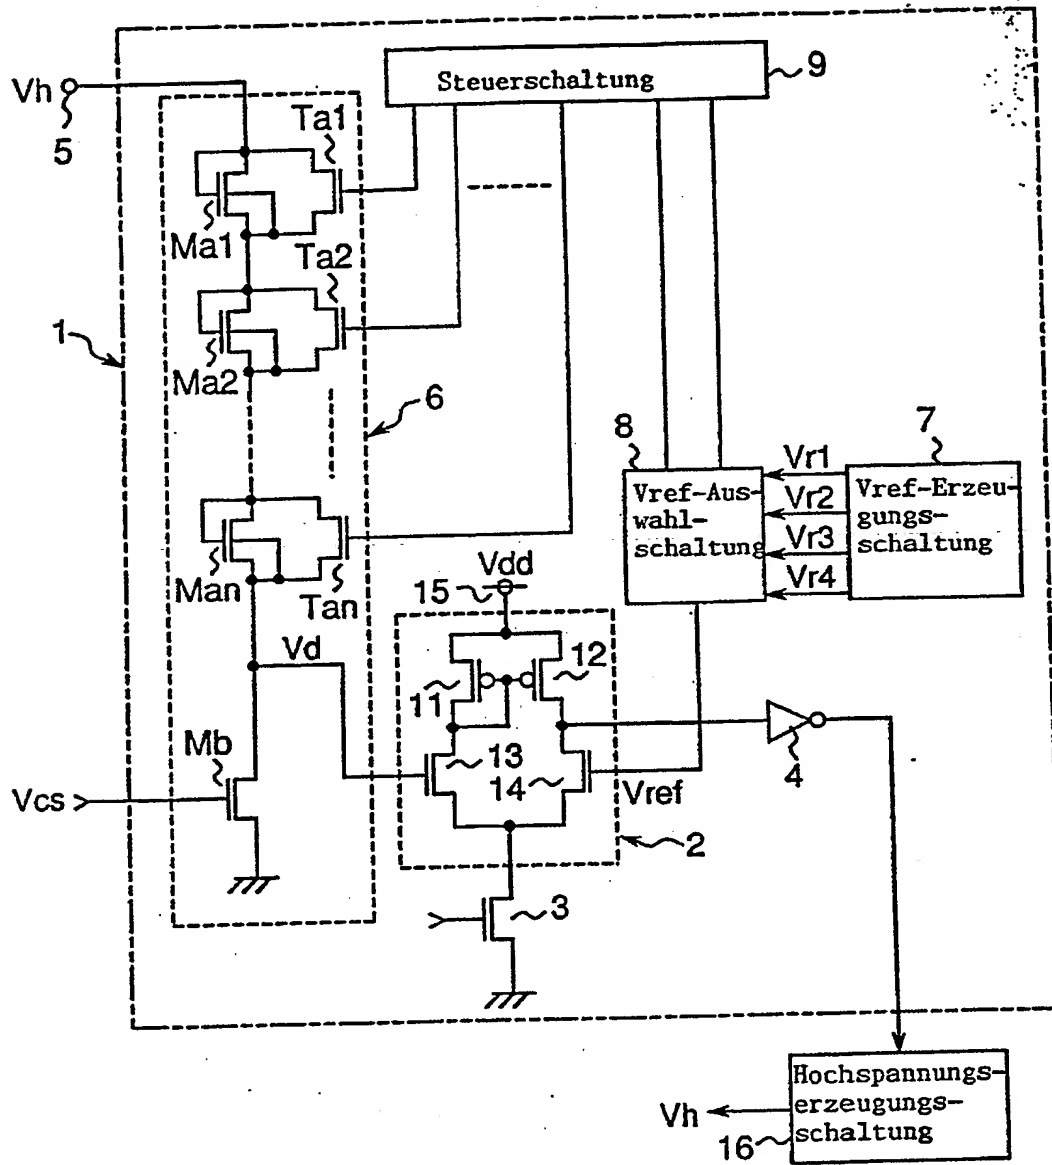 Steuerschaltung
9
Vh
5
Ta1
Ma1
Ta2
1
Ma2
6
8
7
Vref-Aus-
wahl-
schaltung
Vr1
Vr2
Vr3
Vr4
Vref-Erzeu-
gungs-
schaltung
Man
Tan
Vdd
15
Vd
11
12
13
14
Vref
4
Mb
Vcs
2
3
Hochspannungs-
erzeugungs-
schaltung
Vh
16